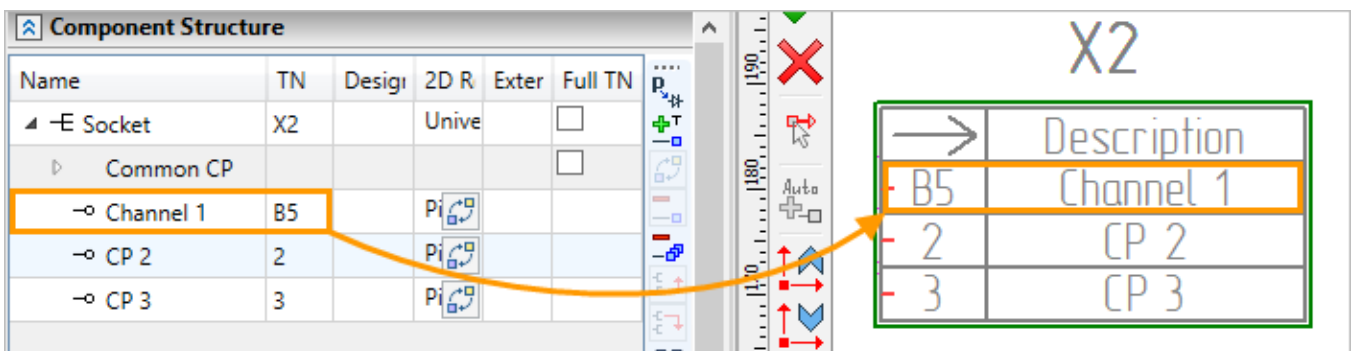 Component Structure
Name TN Desigr 2D R Exter Full TN
Socket X2 Unive
Common CP
Channel 1 B5 Pi
CP 2 2 Pi
CP 3 3 Pi
190
180
Auto
170
X2
Description
B5 Channel 1
2 CP 2
3 CP 3